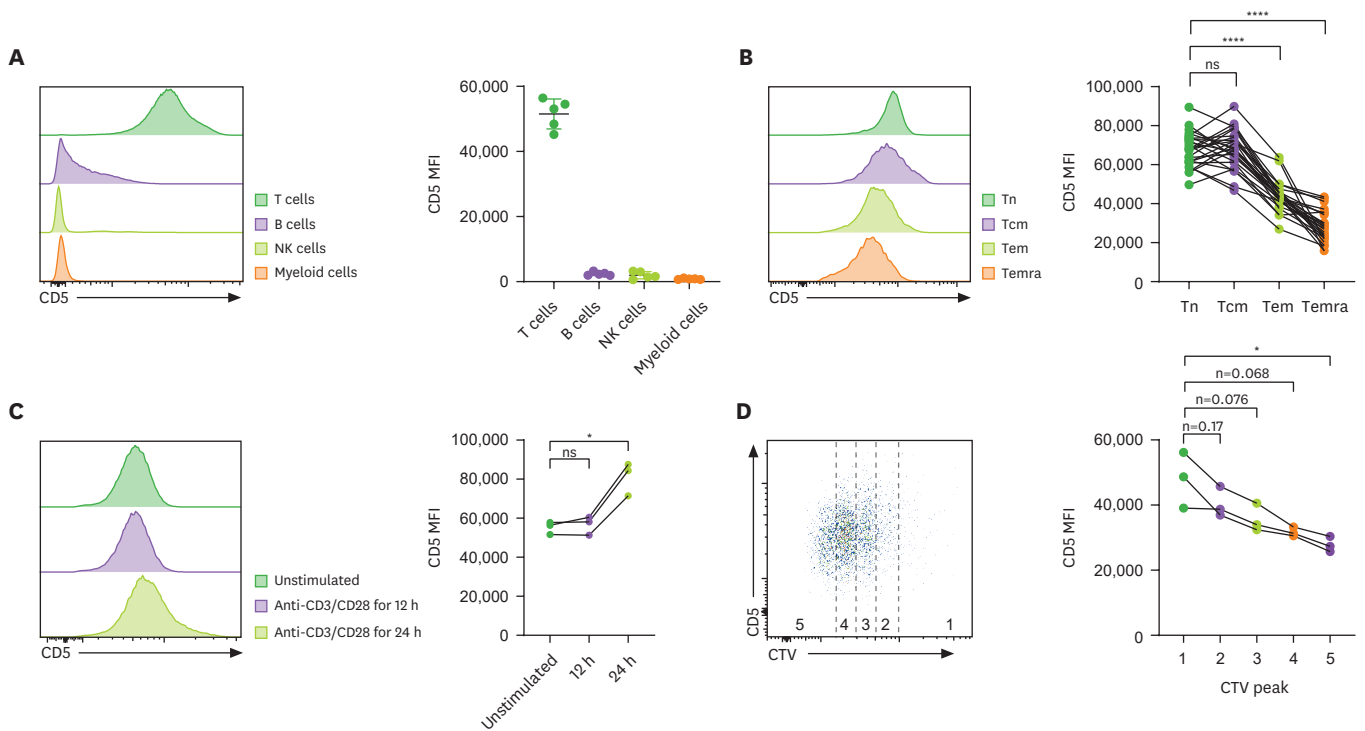 A
T cells
B cells
NK cells
Myeloid cells
CD5
CD5 MFI
60,000
40,000
20,000
0
T cells
B cells
NK cells
Myeloid cells
B
Tn
Tcm
Tem
Temra
CD5
CD5 MFI
100,000
80,000
60,000
40,000
20,000
0
****
****
ns
Tn
Tcm
Tem
Temra
C
Unstimulated
Anti-CD3/CD28 for 12 h
Anti-CD3/CD28 for 24 h
CD5
CD5 MFI
100,000
80,000
60,000
40,000
20,000
0
*
ns
Unstimulated
12 h
24 h
D
CD5
5
4
3
2
1
CTV
CD5 MFI
60,000
40,000
20,000
0
*
n=0.068
n=0.076
n=0.17
1
2
3
4
5
CTV peak